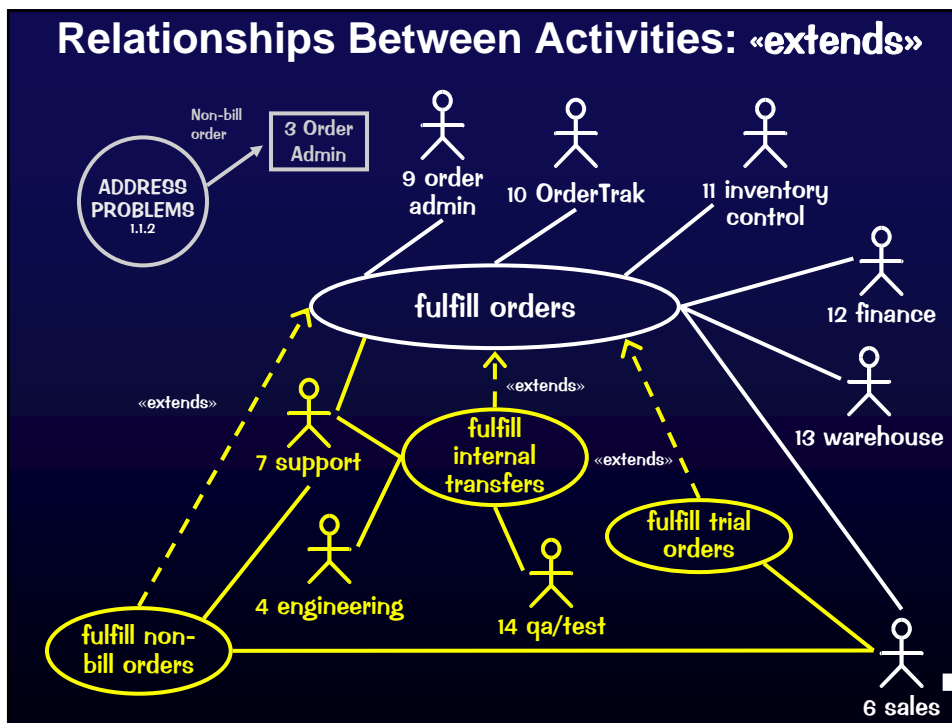 Relationships Between Activities: «extends»
Non-bill
order
3 Order
Admin
ADDRESS
PROBLEMS
1.1.2
9 order
admin
10 OrderTrak
11 inventory
control
fulfill orders
12 finance
«extends»
«extends»
7 support
fulfill
internal
transfers
13 warehouse
«extends»
fulfill trial
orders
4 engineering
14 qa/test
fulfill non-
bill orders
6 sales